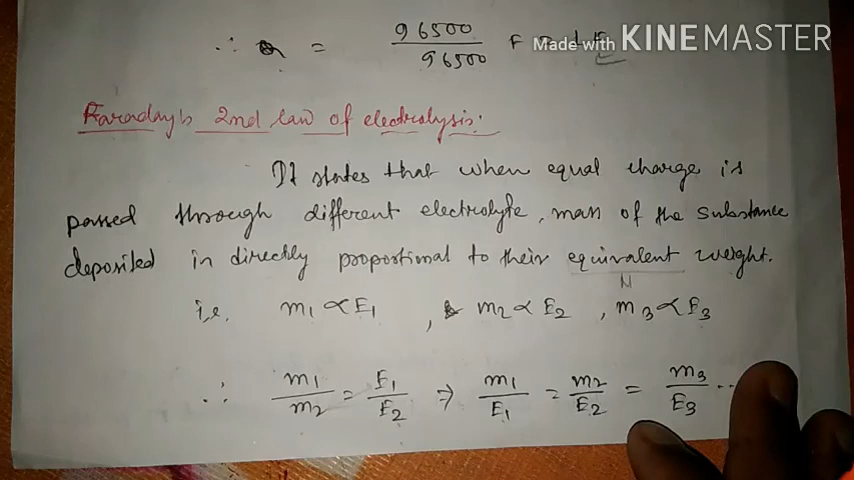 ∴ = 96500/96500
Made with KINEMASTER
Faraday's 2nd law of electrolysis:
It states that when equal charge is
passed through different electrolyte, mass of the substance
deposited is directly proportional to their equivalent weight.
i.e. m1 ∝ E1 , m2 ∝ E2 , m3 ∝ E3
∴ m1/m2 = E1/E2 ⇒ m1/E1 = m2/E2 = m3/E3 ...